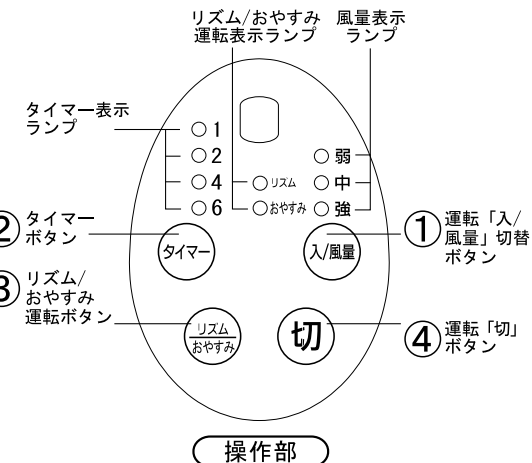 リズム/おやすみ
運転表示ランプ
風量表示
ランプ
タイマー表示
ランプ
1
2
4
6
リズム
おやすみ
弱
中
強
② タイマー
ボタン
タイマー
入/風量
① 運転「入/
風量」切替
ボタン
③ リズム/
おやすみ
運転ボタン
リズム
おやすみ
切
④ 運転「切」
ボタン
操作部